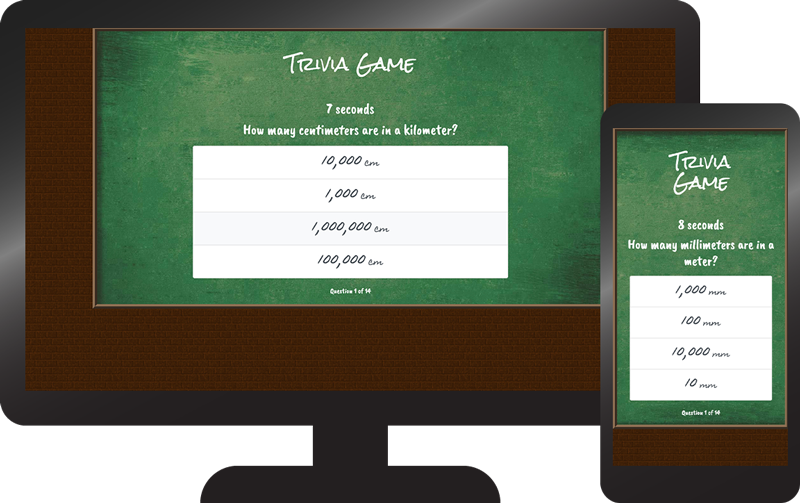 Trivia Game
7 seconds
How many centimeters are in a kilometer?
10,000 cm
1,000 cm
1,000,000 cm
100,000 cm
Question 1 of 14
Trivia
Game
8 seconds
How many millimeters are in a
meter?
1,000 mm
100 mm
10,000 mm
10 mm
Question 1 of 14